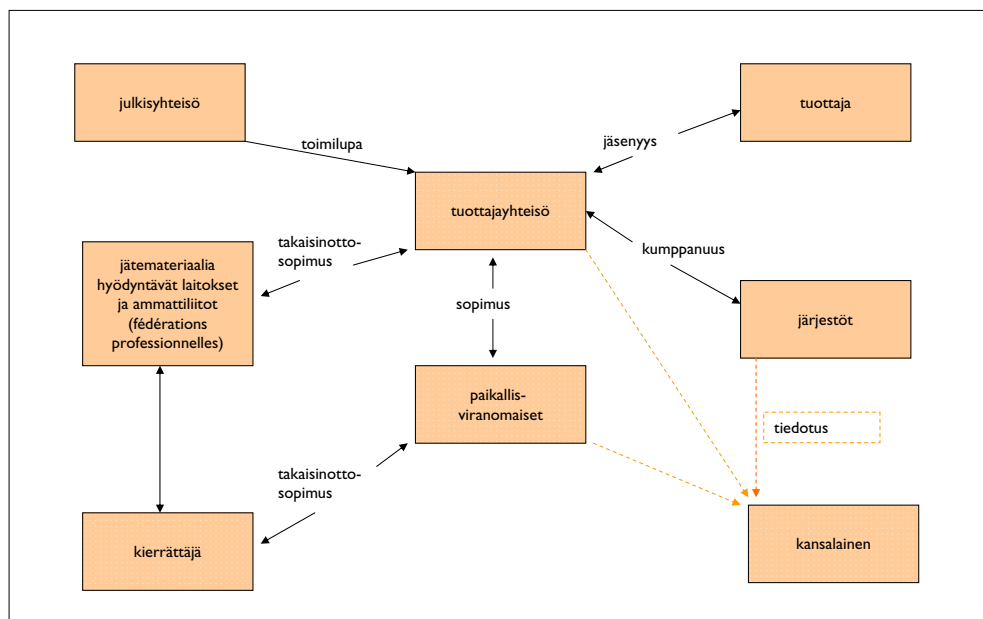 julkisyhteisö
tuottaja
toimilupa
jäsenyys
tuottajayhteisö
takaisinotto-
sopimus
kumppanuus
jätemateriaalia
hyödyntävät laitokset
ja ammattiliitot
(fédérations
professionnelles)
sopimus
järjestöt
paikallis-
viranomaiset
tiedotus
takaisinotto-
sopimus
kierrättäjä
kansalainen